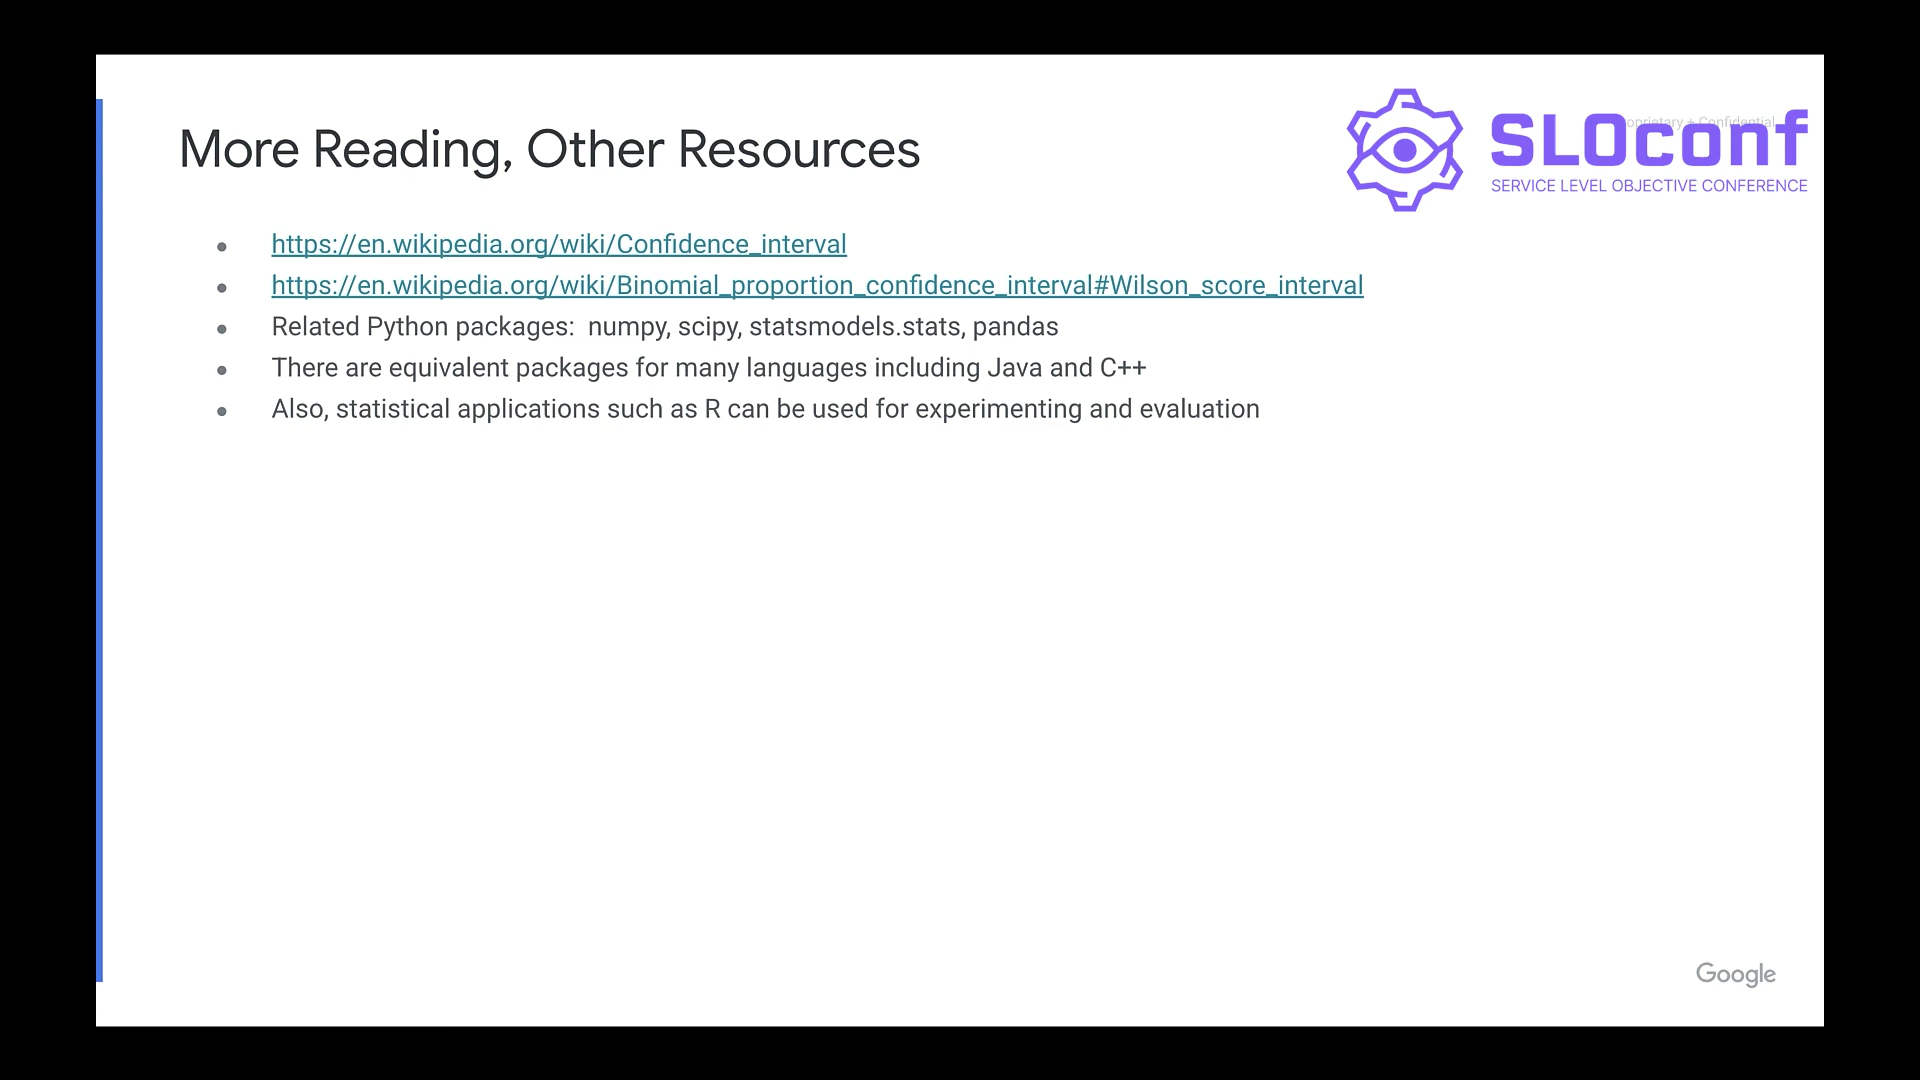 More Reading, Other Resources
SLOconf
SERVICE LEVEL OBJECTIVE CONFERENCE
https://en.wikipedia.org/wiki/Confidence_interval
https://en.wikipedia.org/wiki/Binomial_proportion_confidence_interval#Wilson_score_interval
Related Python packages:  numpy, scipy, statsmodels.stats, pandas
There are equivalent packages for many languages including Java and C++
Also, statistical applications such as R can be used for experimenting and evaluation
Google